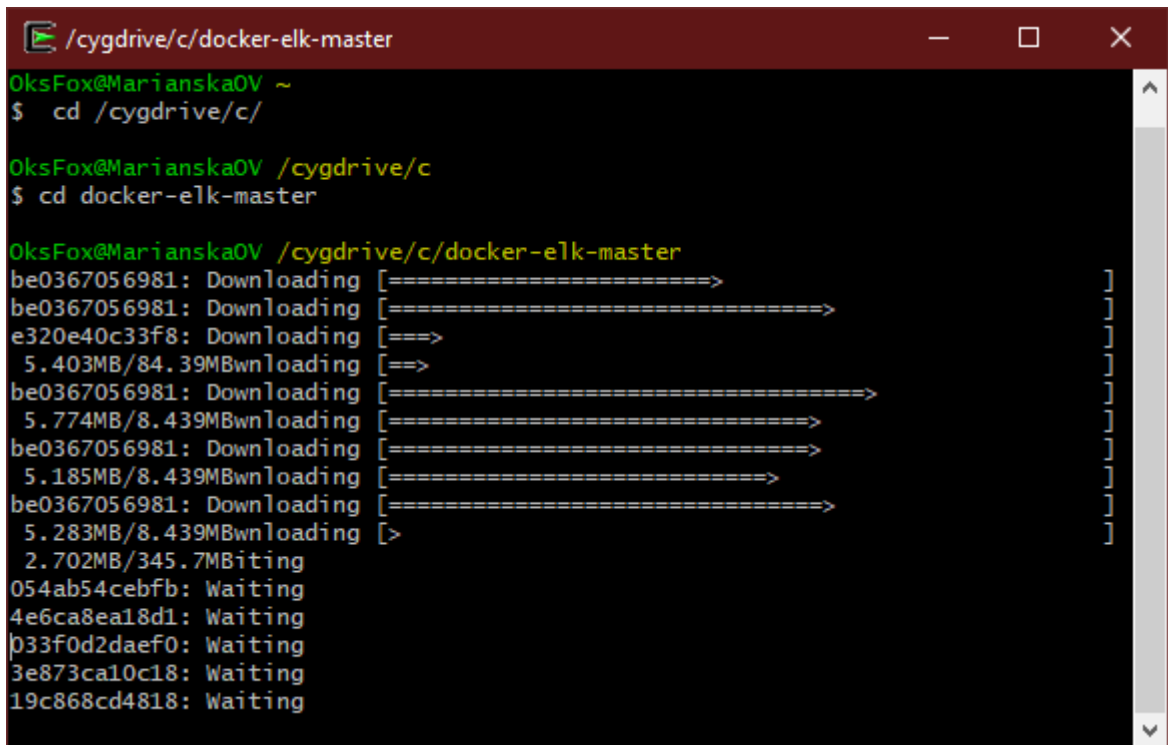 /cygdrive/c/docker-elk-master
OksFox@MarianskaOV ~
$  cd /cygdrive/c/
OksFox@MarianskaOV /cygdrive/c
$ cd docker-elk-master
OksFox@MarianskaOV /cygdrive/c/docker-elk-master
be0367056981: Downloading [=======================>                           ]
be0367056981: Downloading [===============================>                   ]
e320e40c33f8: Downloading [===>                                               ]
 5.403MB/84.39MBwnloading [==>                                                ]
be0367056981: Downloading [==================================>                ]
 5.774MB/8.439MBwnloading [==============================>                    ]
be0367056981: Downloading [==============================>                    ]
 5.185MB/8.439MBwnloading [===========================>                       ]
be0367056981: Downloading [===============================>                   ]
 5.283MB/8.439MBwnloading [>                                                  ]
 2.702MB/345.7MBiting
054ab54cebfb: Waiting
4e6ca8ea18d1: Waiting
033f0d2daef0: Waiting
3e873ca10c18: Waiting
19c868cd4818: Waiting